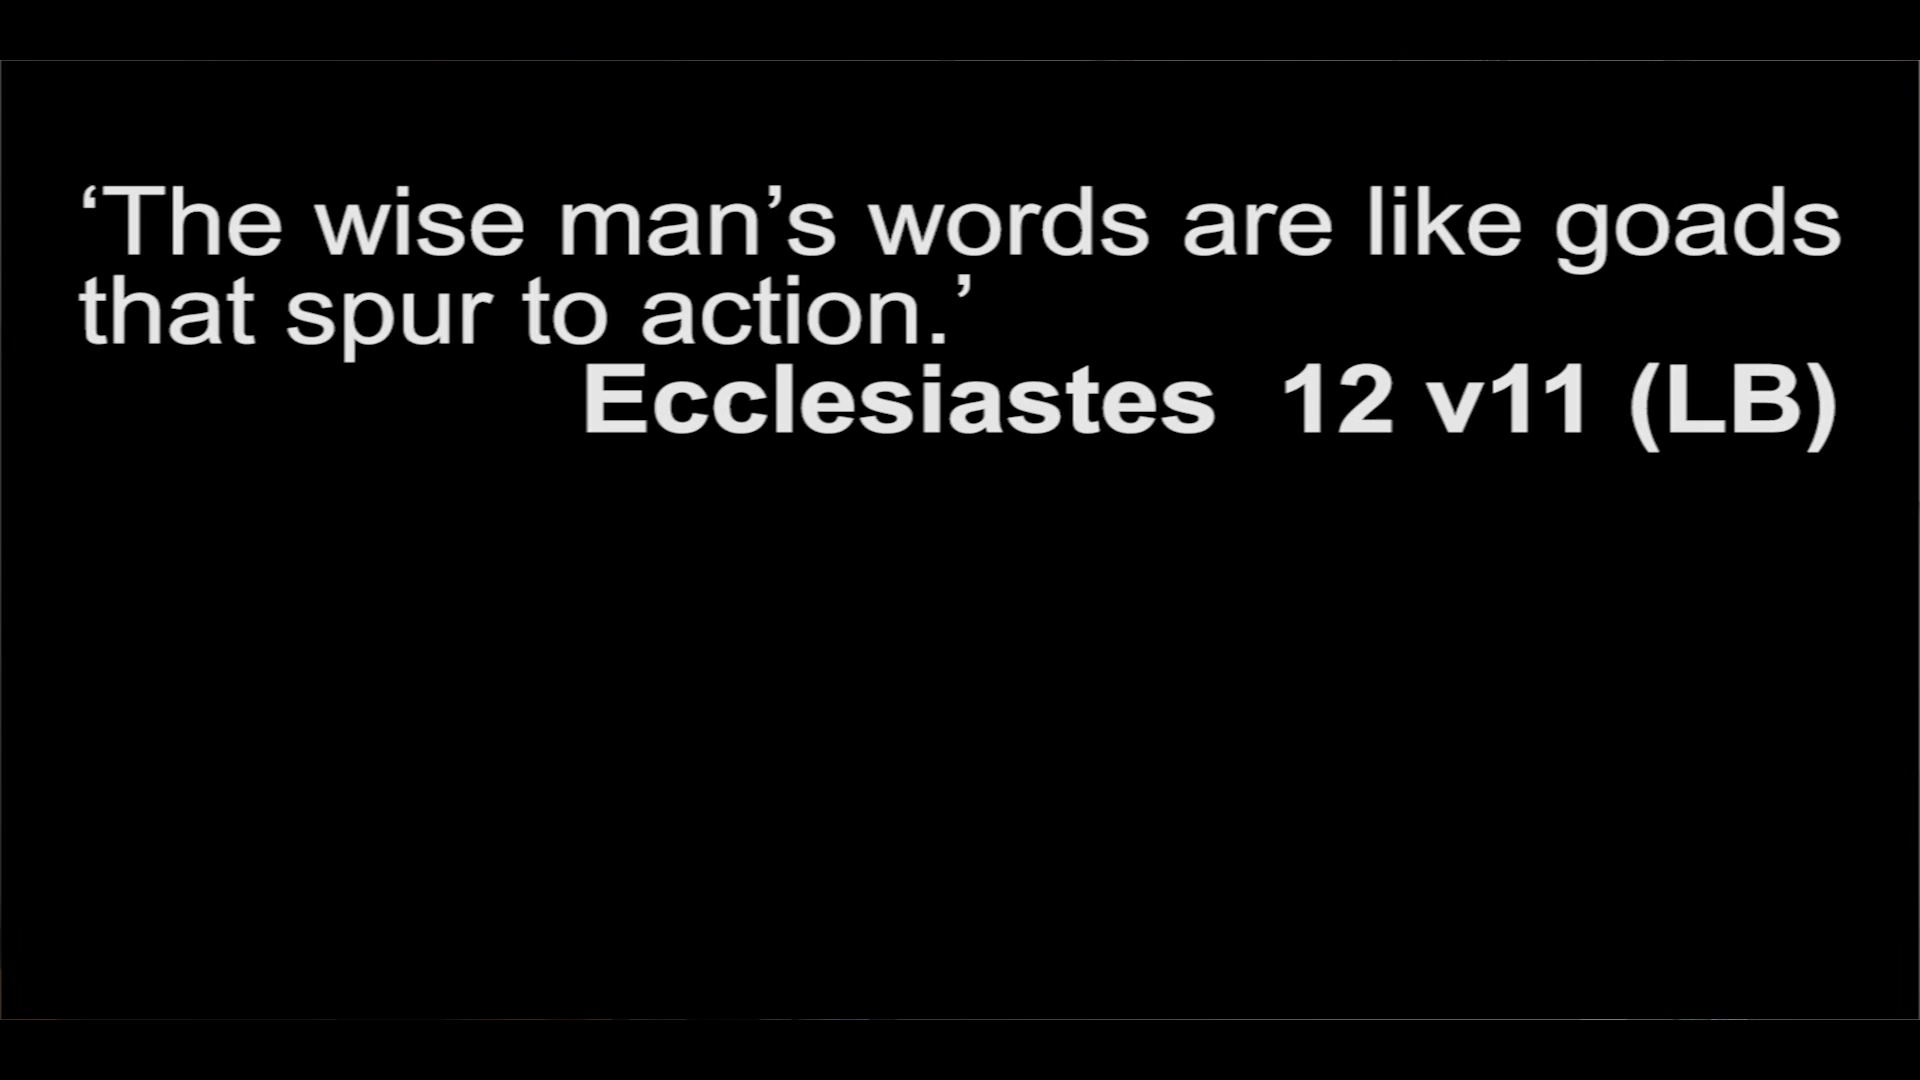 ‘The wise man’s words are like goads
that spur to action.’
Ecclesiastes  12 v11 (LB)